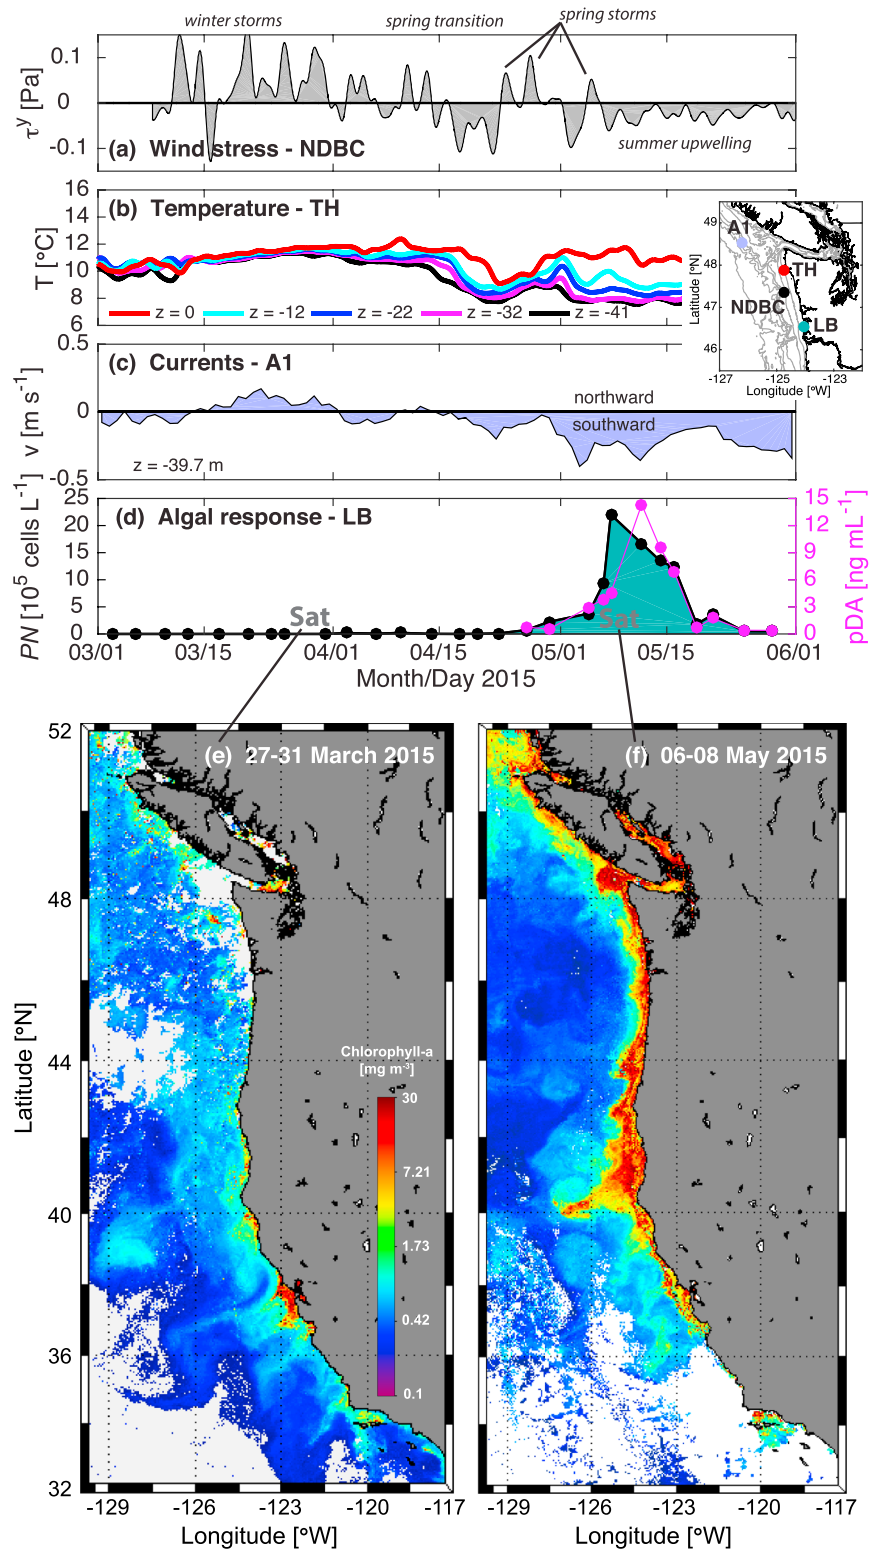 winter storms
spring transition
spring storms
0.1
0
-0.1
τʸ [Pa]
(a) Wind stress - NDBC
summer upwelling
16
14
12
10
8
6
T [°C]
(b) Temperature - TH
z = 0
z = -12
z = -22
z = -32
z = -41
49
48
47
46
Latitude [°N]
A1
TH
NDBC
LB
-127
-125
-123
Longitude [°W]
0.5
0
-0.5
v [m s⁻¹]
(c) Currents - A1
northward
southward
z = -39.7 m
25
20
15
10
5
0
PN [10⁵ cells L⁻¹]
(d) Algal response - LB
Sat
Sat
15
12
9
6
3
0
pDA [ng mL⁻¹]
03/01
03/15
04/01
04/15
05/01
05/15
06/01
Month/Day 2015
52
48
44
40
36
32
Latitude [°N]
(e) 27-31 March 2015
Chlorophyll-a
[mg m⁻³]
30
7.21
1.73
0.42
0.1
-129
-126
-123
-120
-117
Longitude [°W]
(f) 06-08 May 2015
-129
-126
-123
-120
-117
Longitude [°W]